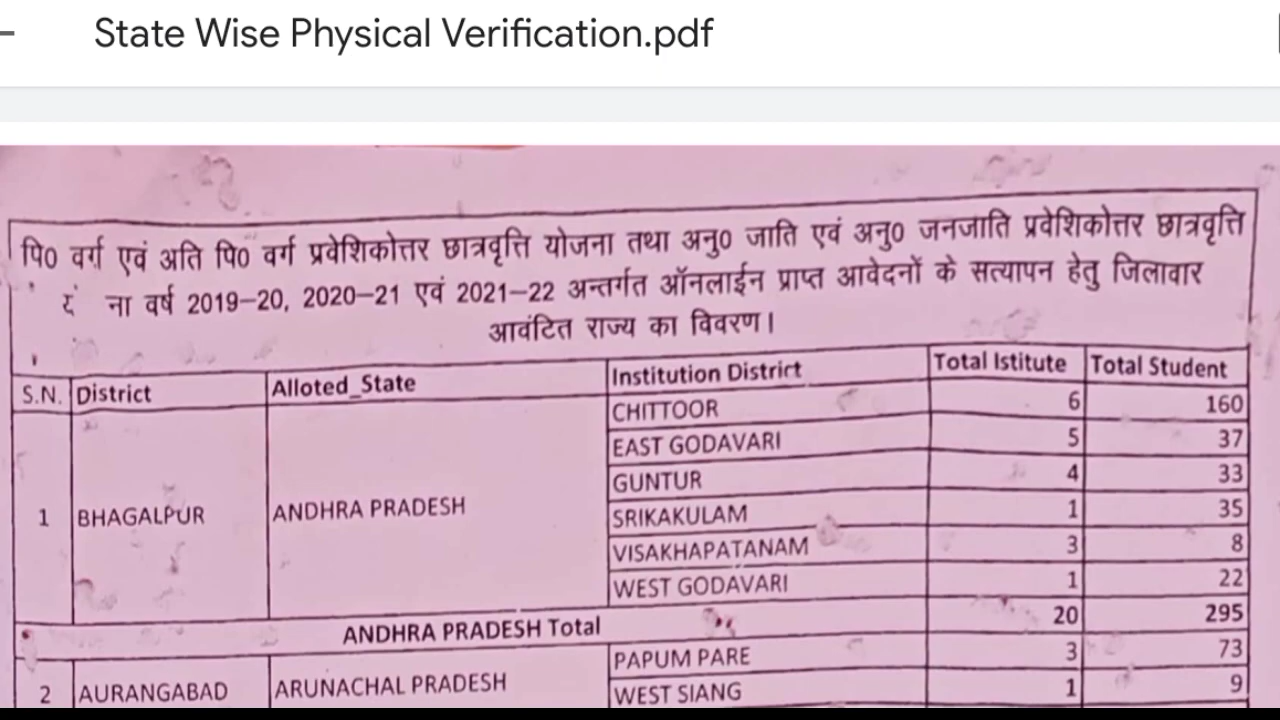 State Wise Physical Verification.pdf
पि0 वर्ग एवं अति पि0 वर्ग प्रवेशिकोत्तर छात्रवृत्ति योजना तथा अनु0 जाति एवं अनु0 जनजाति प्रवेशिकोत्तर छात्रवृत्ति
ना वर्ष 2019-20, 2020-21 एवं 2021-22 अन्तर्गत ऑनलाईन प्राप्त आवेदनों के सत्यापन हेतु जिलावार
आवंटित राज्य का विवरण।
S.N. District Alloted_State Institution District Total Istitute Total Student
CHITTOOR 6 160
EAST GODAVARI 5 37
GUNTUR 4 33
1 BHAGALPUR ANDHRA PRADESH SRIKAKULAM 1 35
VISAKHAPATANAM 3 8
WEST GODAVARI 1 22
ANDHRA PRADESH Total 20 295
PAPUM PARE 3 73
2 AURANGABAD ARUNACHAL PRADESH WEST SIANG 1 9